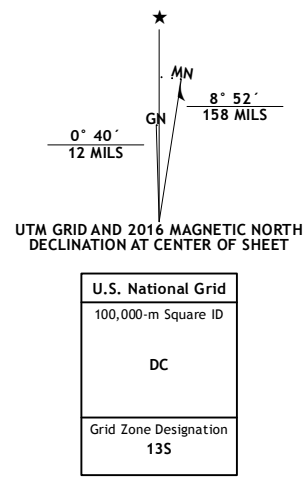 ★
MN
GN
8° 52´
158 MILS
0° 40´
12 MILS
UTM GRID AND 2016 MAGNETIC NORTH
DECLINATION AT CENTER OF SHEET
U.S. National Grid
100,000-m Square ID
DC
Grid Zone Designation
13S